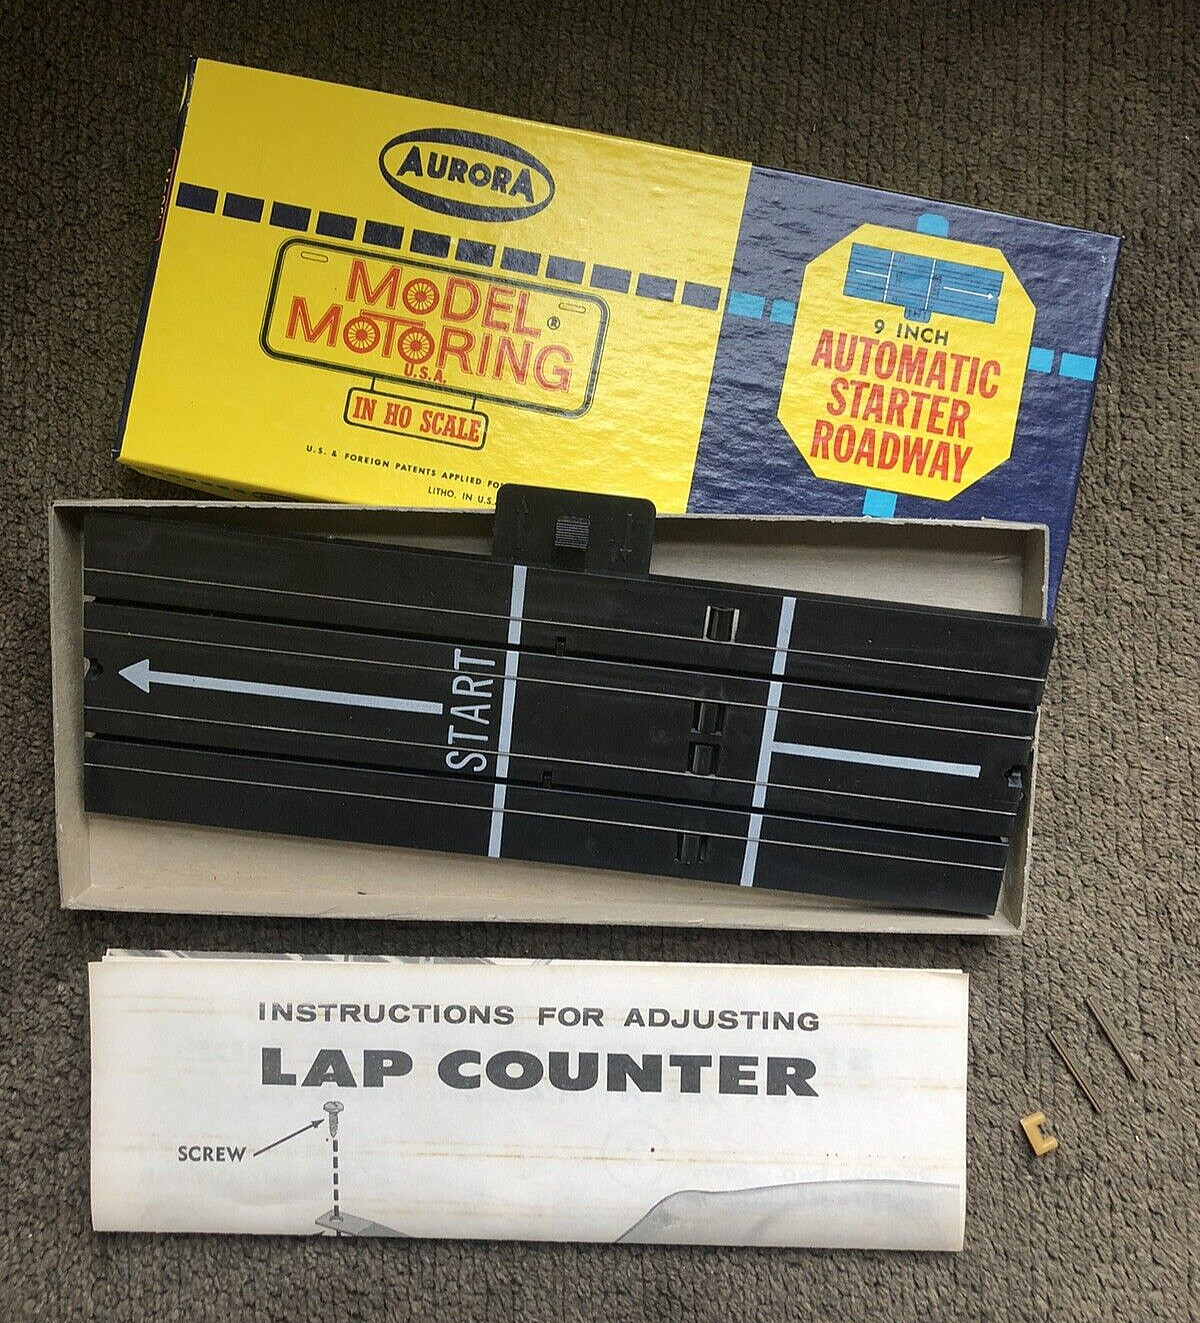 AURORA
MODEL
MOTORING®
U.S.A.
IN HO SCALE
U.S. & FOREIGN PATENTS APPLIED FO
LITHO. IN U.S.
9 INCH
AUTOMATIC
STARTER
ROADWAY
START
INSTRUCTIONS FOR ADJUSTING
LAP COUNTER
SCREW